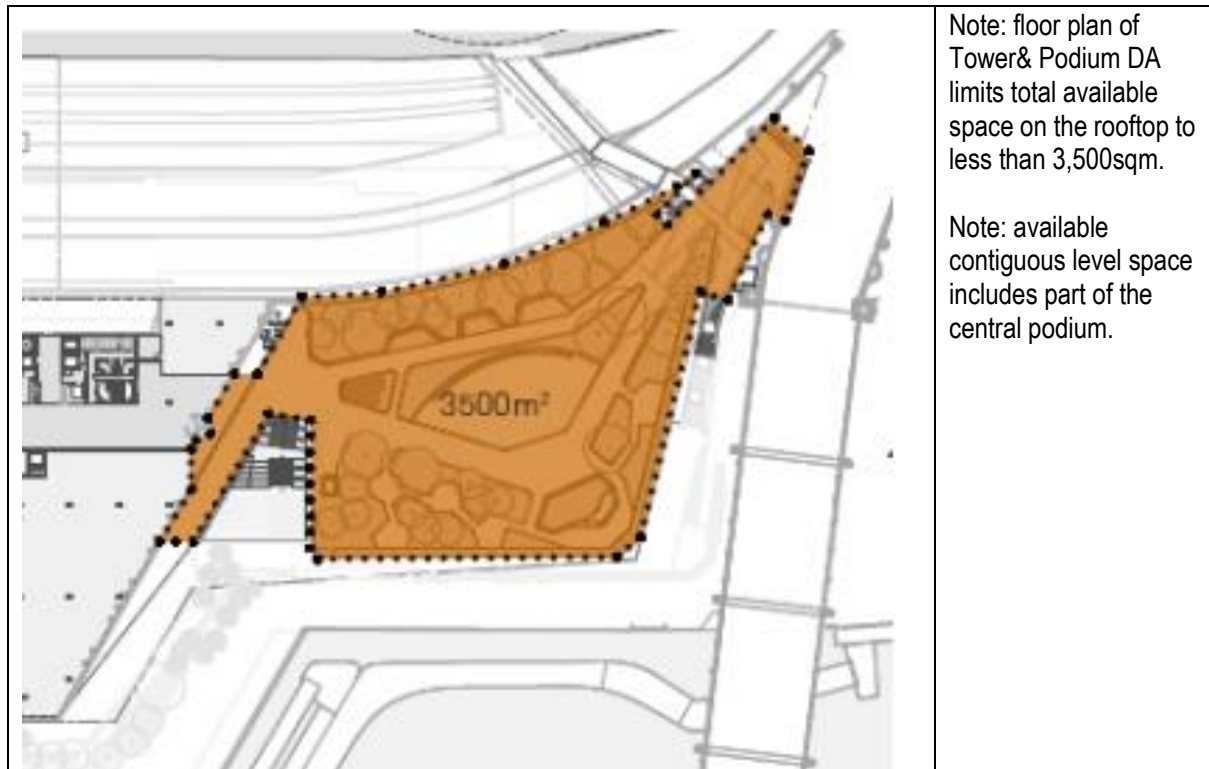 3500m²
Note: floor plan of
Tower& Podium DA
limits total available
space on the rooftop to
less than 3,500sqm.
Note: available
contiguous level space
includes part of the
central podium.